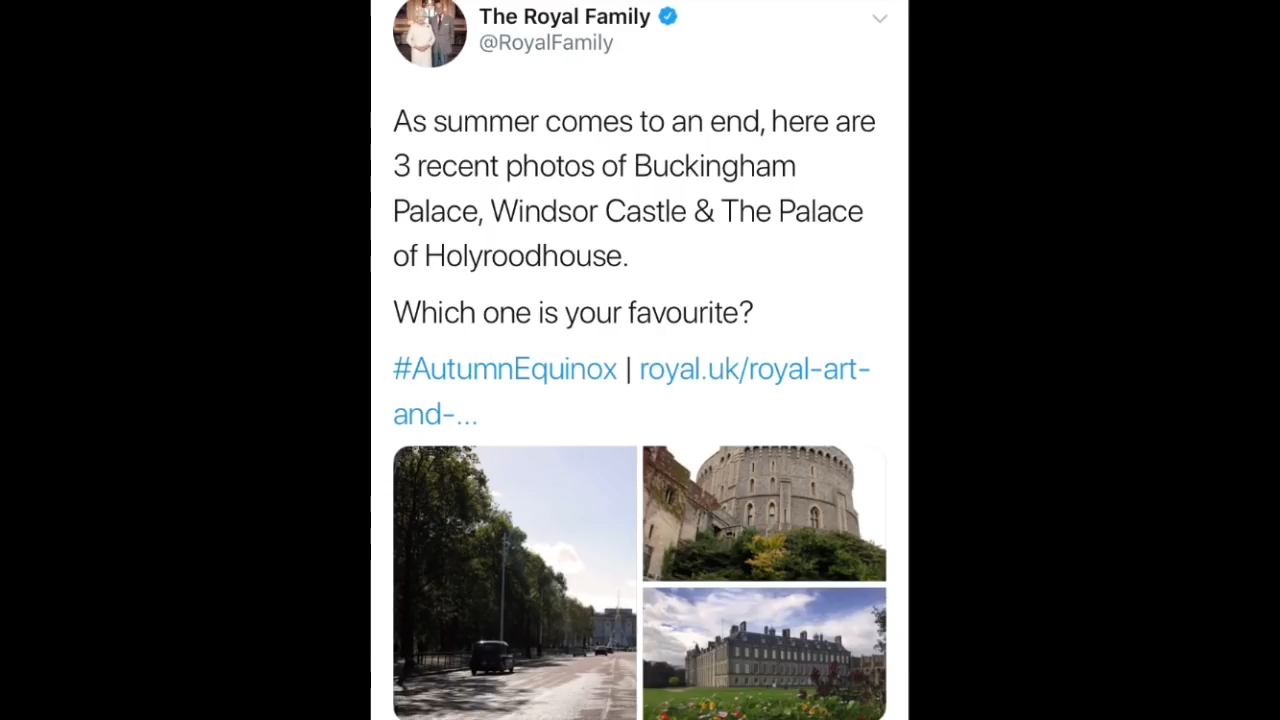 The Royal Family
@RoyalFamily
As summer comes to an end, here are
3 recent photos of Buckingham
Palace, Windsor Castle & The Palace
of Holyroodhouse.
Which one is your favourite?
#AutumnEquinox | royal.uk/royal-art-
and-...